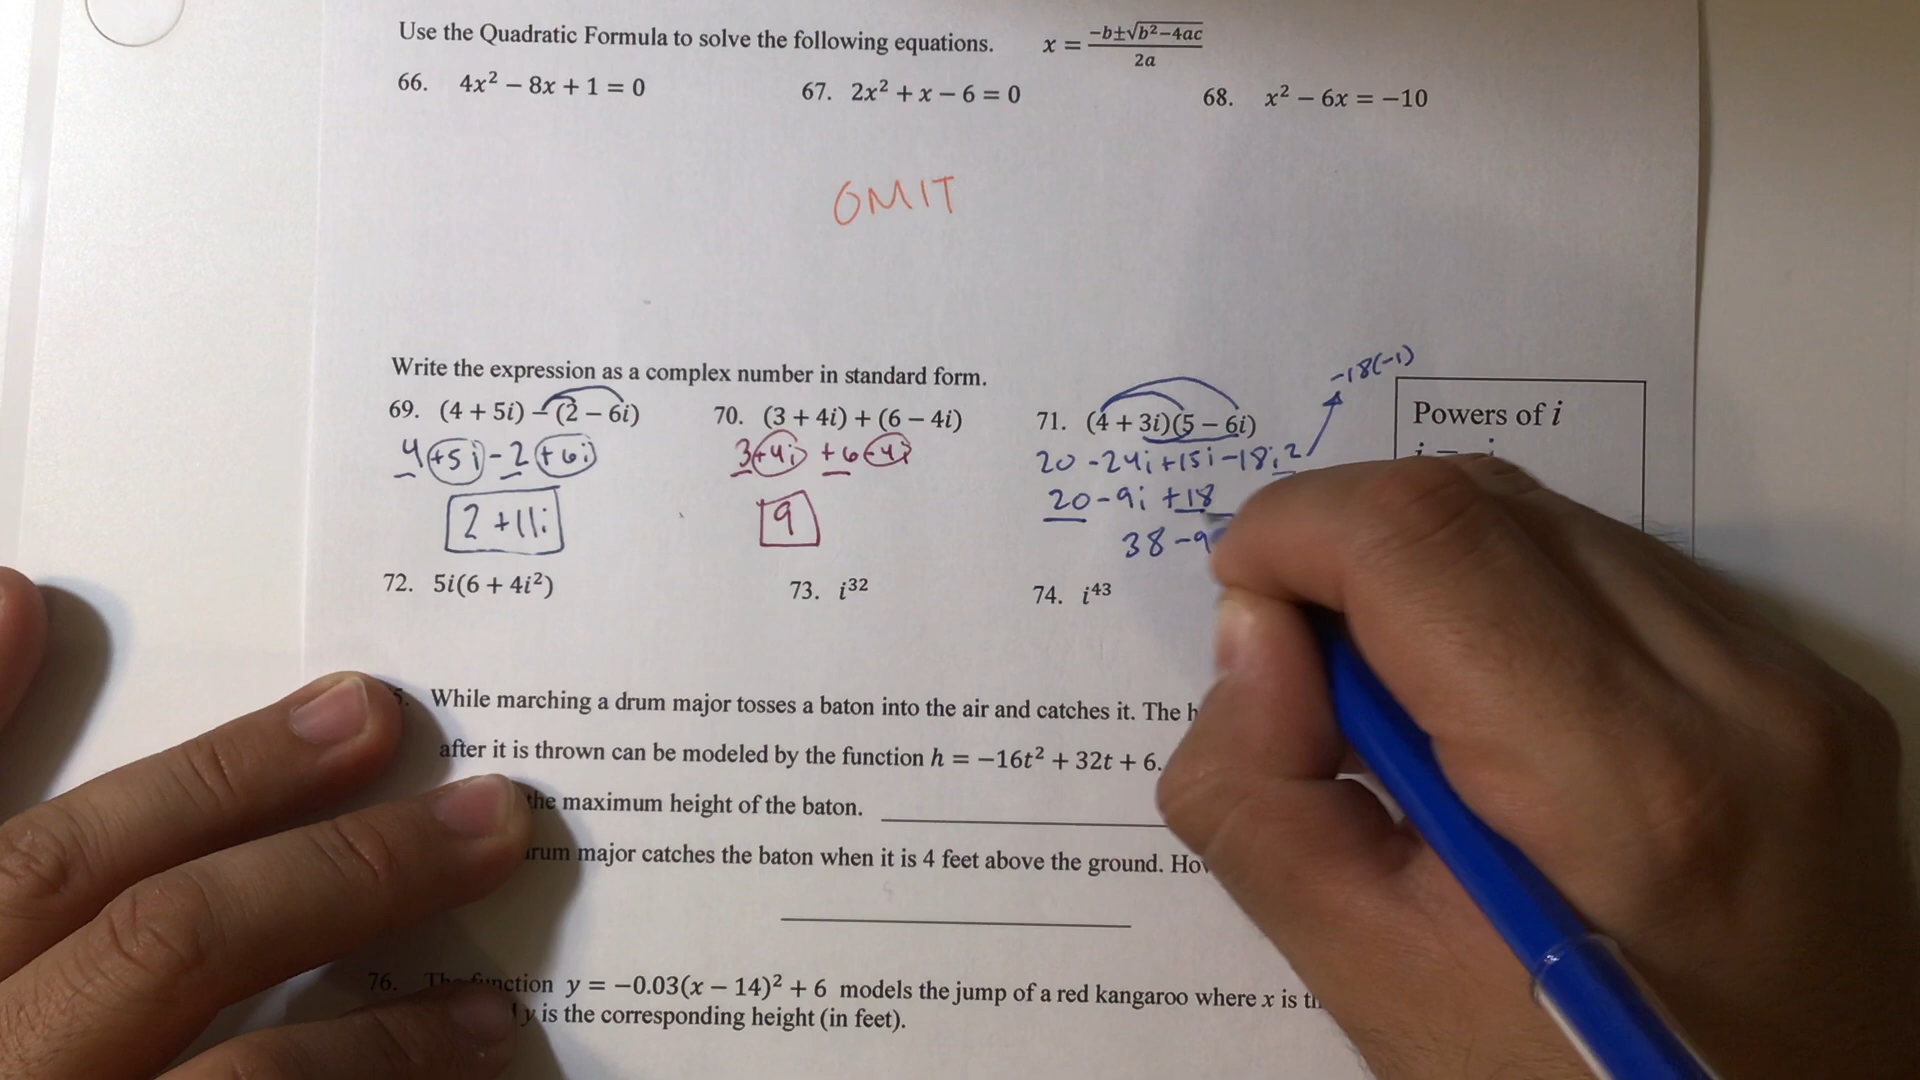 Use the Quadratic Formula to solve the following equations. x = −b±√b²−4ac / 2a
66. 4x² − 8x + 1 = 0 67. 2x² + x − 6 = 0 68. x² − 6x = −10
OMIT
Write the expression as a complex number in standard form.
-18(-1)
69. (4 + 5i) − (2 − 6i) 70. (3 + 4i) + (6 − 4i) 71. (4 + 3i)(5 − 6i) Powers of i
4 +5i - 2 +6i 3+4i +6-4i 20 -24i +15i -18i²
20 -9i +18
2 + 11i 9 38 -9
72. 5i(6 + 4i²) 73. i³² 74. i⁴³
While marching a drum major tosses a baton into the air and catches it. The
after it is thrown can be modeled by the function h = −16t² + 32t + 6.
the maximum height of the baton.
major catches the baton when it is 4 feet above the ground.
76. The function y = −0.03(x − 14)² + 6 models the jump of a red kangaroo where x is
y is the corresponding height (in feet).